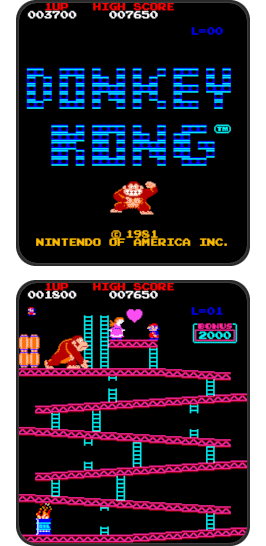 1UP HIGH SCORE
003700 007650
L=00
DONKEY
KONG TM
© 1981
NINTENDO OF AMERICA INC.
1UP HIGH SCORE
001800 007650
L=01
BONUS
2000